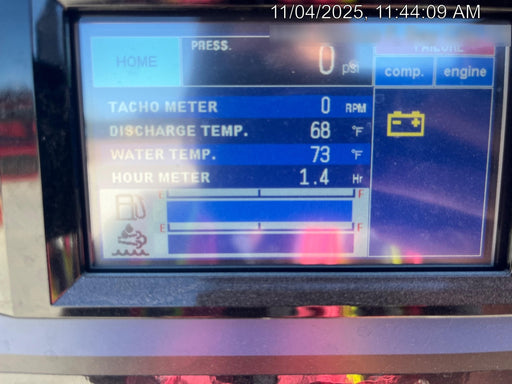 11/04/2025, 11:44:09 AM
HOME
PRESS.
0 psi
FAILURE
comp. engine
TACHO METER 0 RPM
DISCHARGE TEMP. 68 °F
WATER TEMP. 73 °F
HOUR METER 1.4 Hr
E F
E F